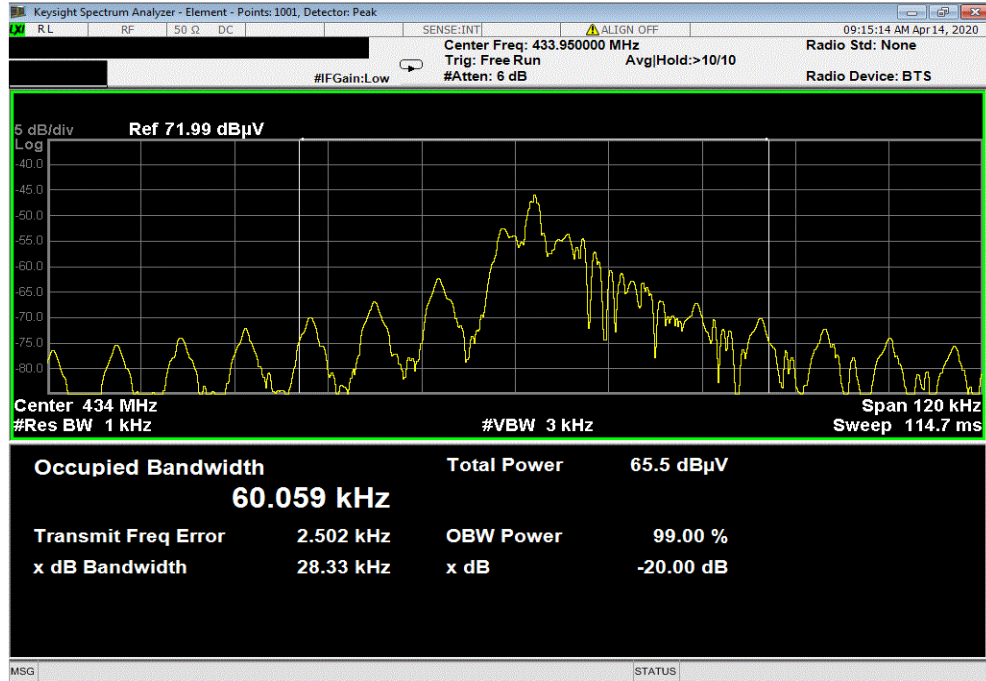 Keysight Spectrum Analyzer - Element - Points: 1001, Detector: Peak
LXI RL RF 50 Ω DC SENSE:INT ALIGN OFF 09:15:14 AM Apr 14, 2020
Center Freq: 433.950000 MHz Radio Std: None
Trig: Free Run Avg|Hold:>10/10
#IFGain:Low #Atten: 6 dB Radio Device: BTS
5 dB/div Ref 71.99 dBµV
Log
-40.0
-45.0
-50.0
-55.0
-60.0
-65.0
-70.0
-75.0
-80.0
Center 434 MHz Span 120 kHz
#Res BW 1 kHz #VBW 3 kHz Sweep 114.7 ms
Occupied Bandwidth Total Power 65.5 dBµV
60.059 kHz
Transmit Freq Error 2.502 kHz OBW Power 99.00 %
x dB Bandwidth 28.33 kHz x dB -20.00 dB
MSG STATUS